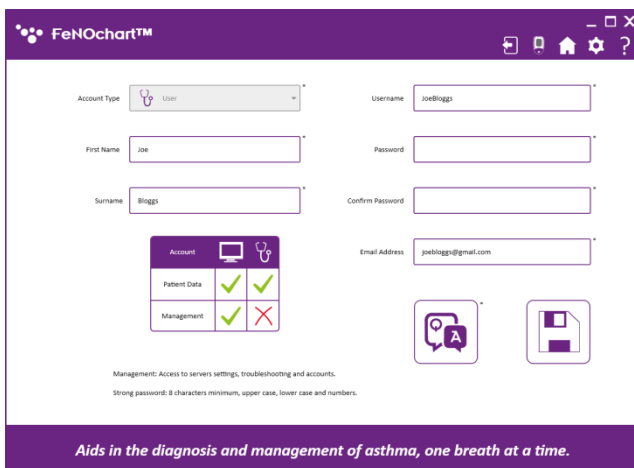 FeNOchart™
Account Type
User
*
Username
JoeBloggs
*
First Name
Joe
*
Password
*
Surname
Bloggs
*
Confirm Password
*
Account
Patient Data
Management
Email Address
joebloggs@gmail.com
*
Q
A
*
Management: Access to servers settings, troubleshooting and accounts.
Strong password: 8 characters minimum, upper case, lower case and numbers.
Aids in the diagnosis and management of asthma, one breath at a time.